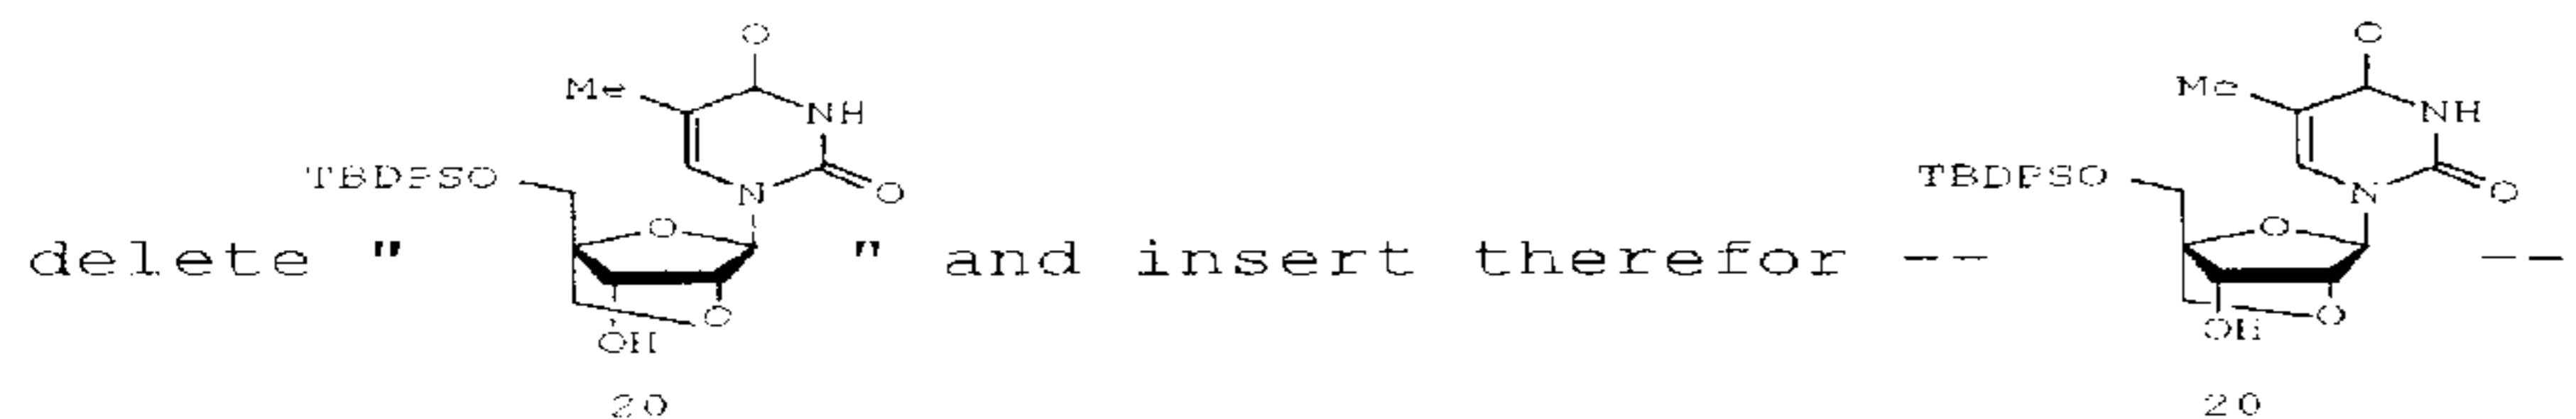 O C
Me NH Me NH
TBDPSO N O TBDPSO N O
delete " O " and insert therefor -- O --
O O
OH OH
20 20